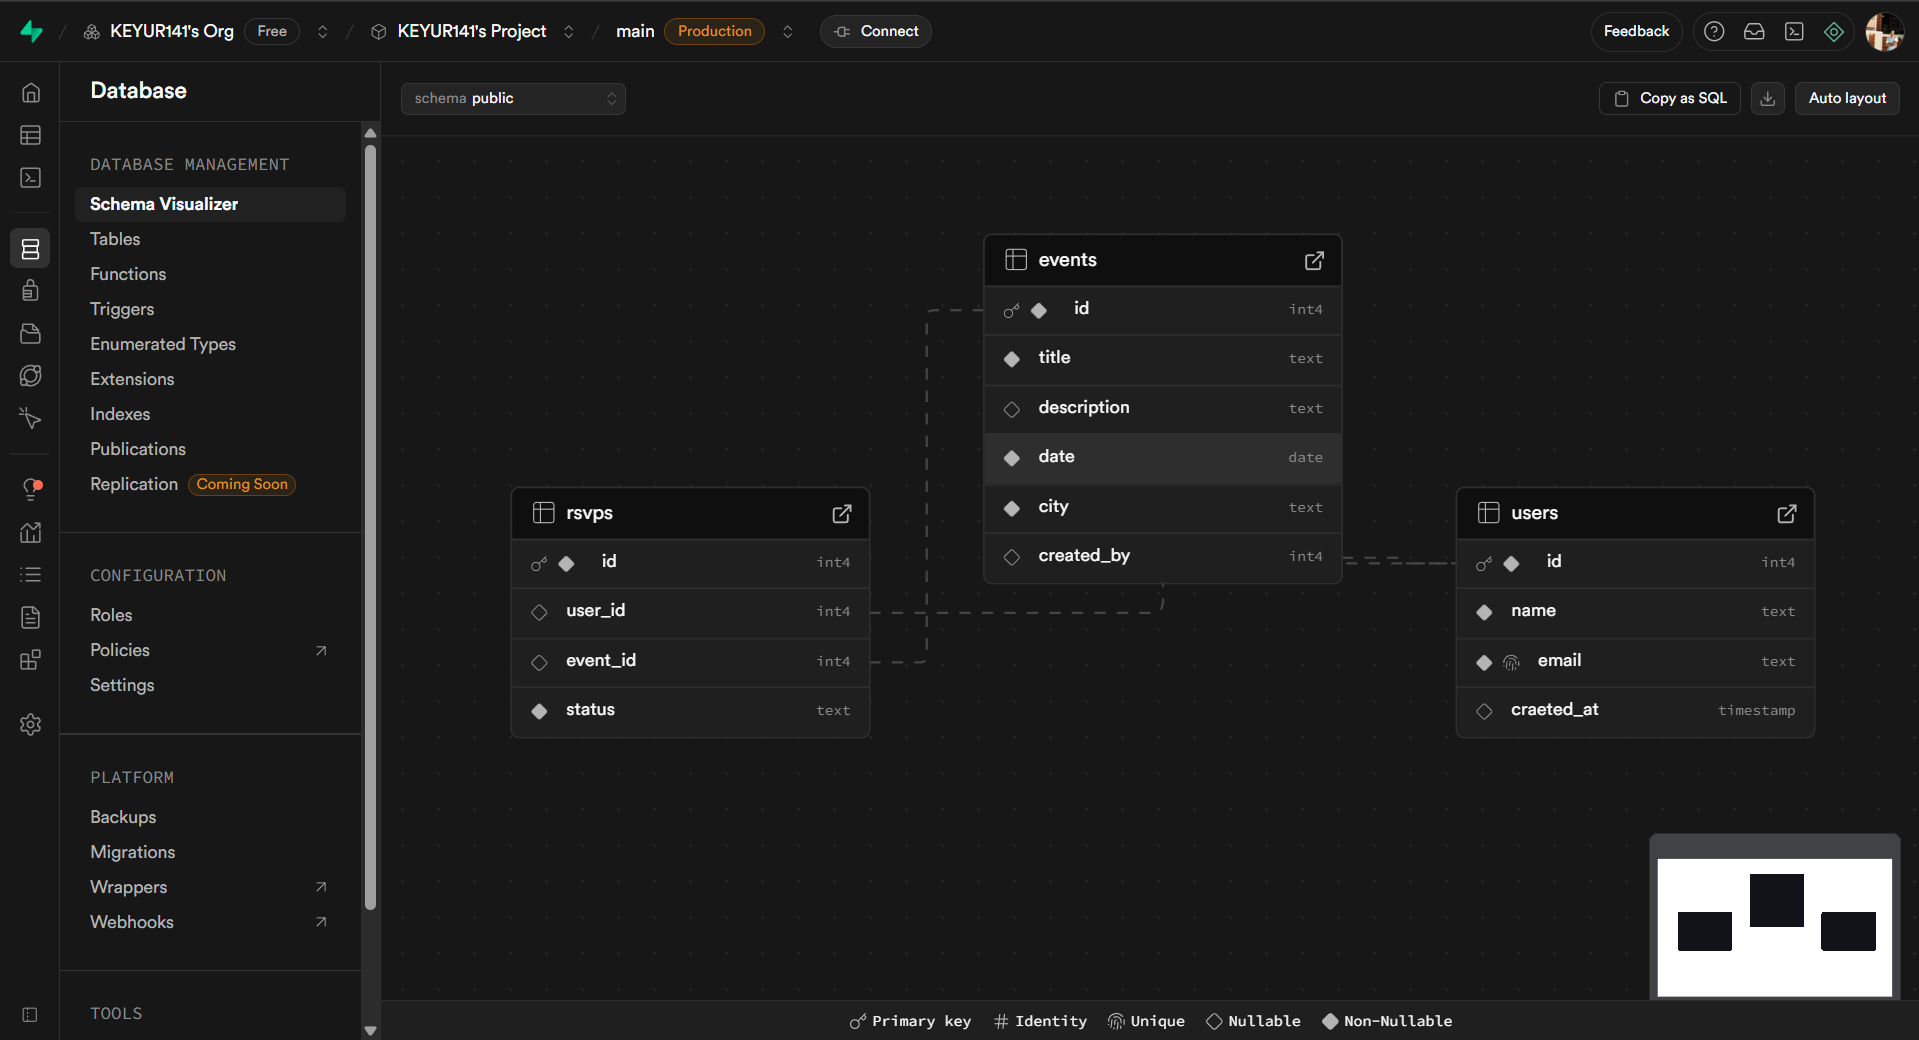 KEYUR141's Org Free KEYUR141's Project main Production Connect Feedback
Database
DATABASE MANAGEMENT
Schema Visualizer
Tables
Functions
Triggers
Enumerated Types
Extensions
Indexes
Publications
Replication Coming Soon
CONFIGURATION
Roles
Policies
Settings
PLATFORM
Backups
Migrations
Wrappers
Webhooks
TOOLS
schema public
Copy as SQL
Auto layout
rsvps
id int4
user_id int4
event_id int4
status text
events
id int4
title text
description text
date date
city text
created_by int4
users
id int4
name text
email text
craeted_at timestamp
Primary key Identity Unique Nullable Non-Nullable